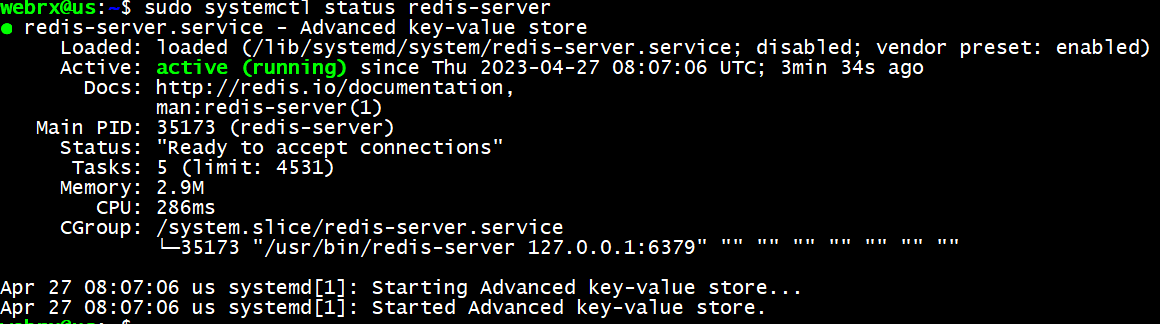 webrx@us:~$ sudo systemctl status redis-server
● redis-server.service - Advanced key-value store
Loaded: loaded (/lib/systemd/system/redis-server.service; disabled; vendor preset: enabled)
Active: active (running) since Thu 2023-04-27 08:07:06 UTC; 3min 34s ago
Docs: http://redis.io/documentation,
man:redis-server(1)
Main PID: 35173 (redis-server)
Status: "Ready to accept connections"
Tasks: 5 (limit: 4531)
Memory: 2.9M
CPU: 286ms
CGroup: /system.slice/redis-server.service
└─35173 "/usr/bin/redis-server 127.0.0.1:6379" "" "" "" "" "" "" ""

Apr 27 08:07:06 us systemd[1]: Starting Advanced key-value store...
Apr 27 08:07:06 us systemd[1]: Started Advanced key-value store.
webrx@us:~$